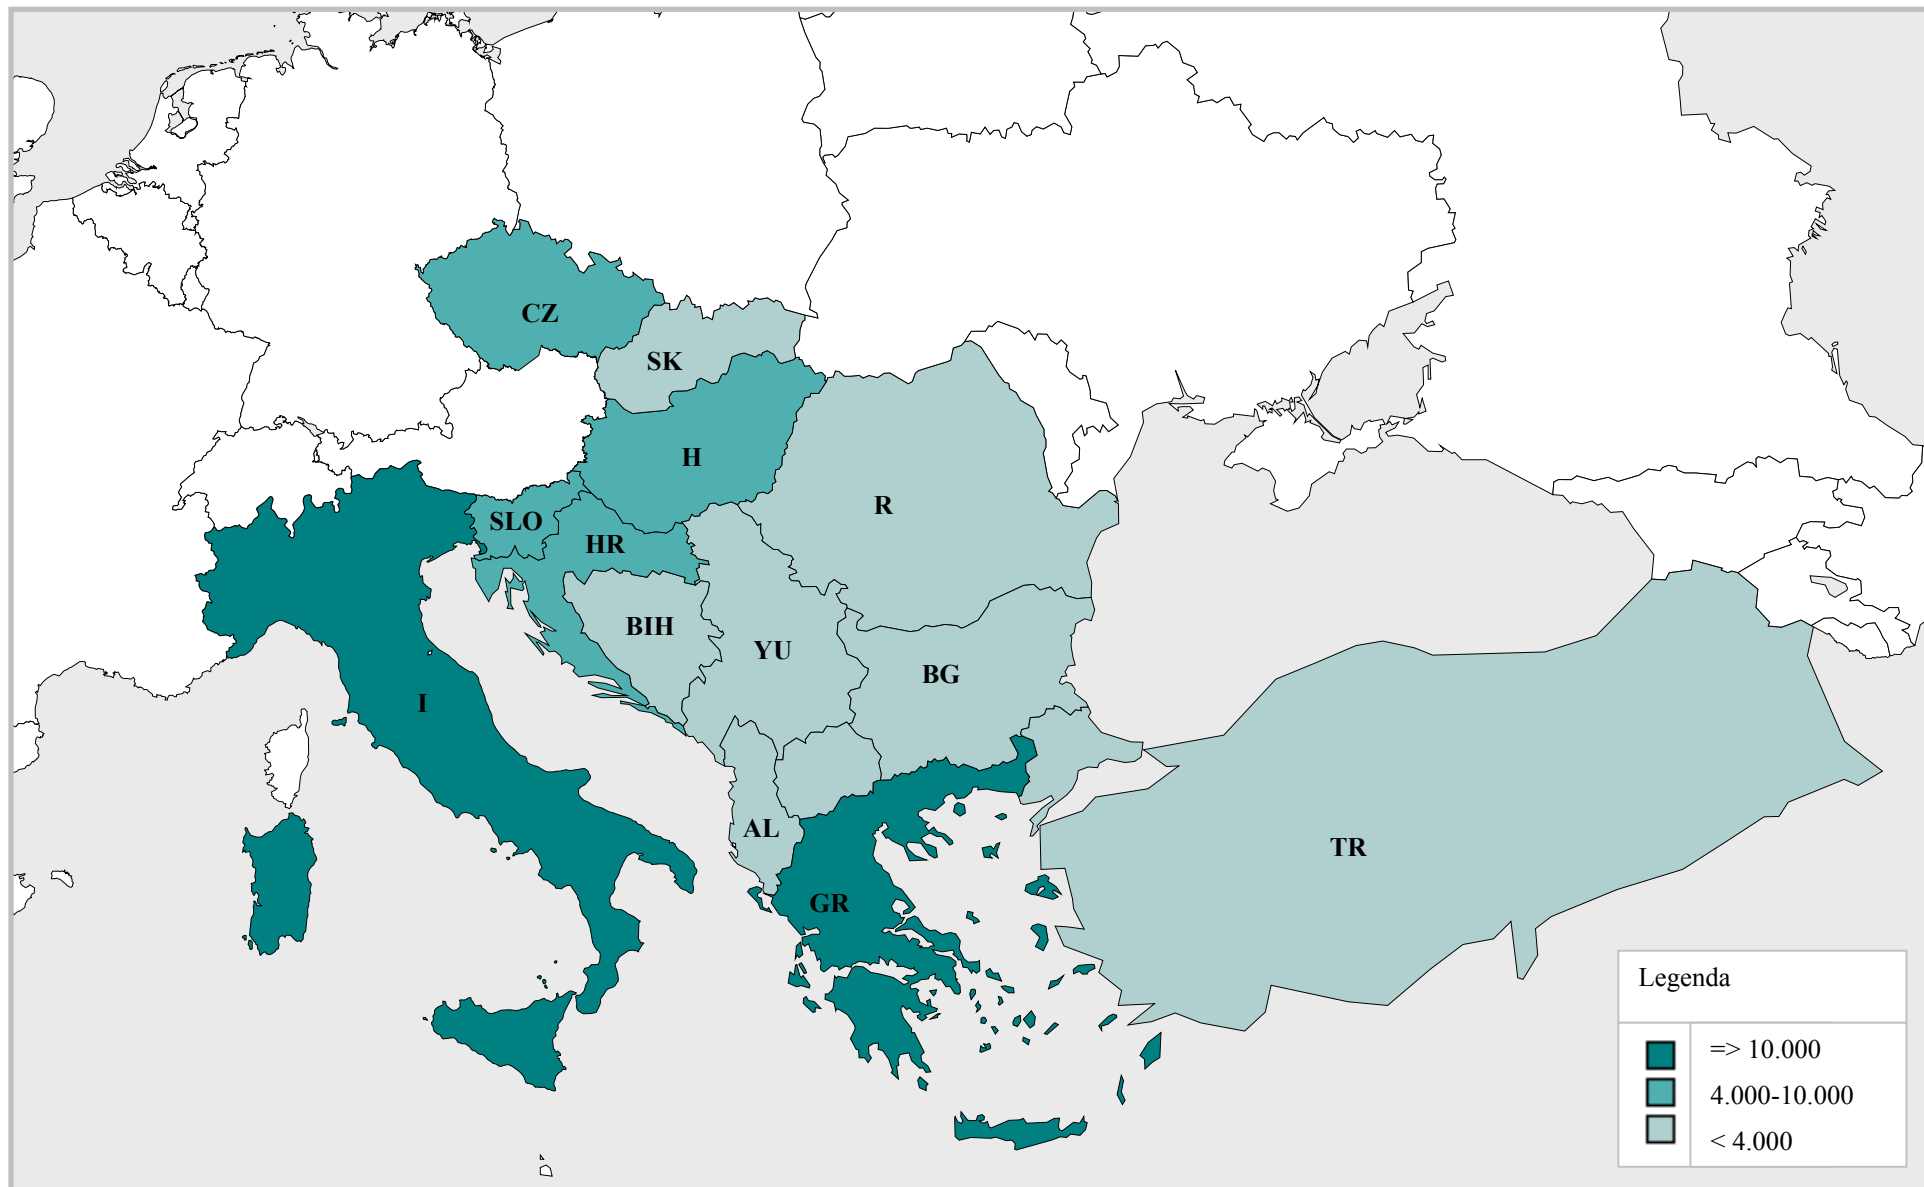 CZ
SK
H
R
SLO
HR
BIH
YU
BG
I
AL
TR
GR
Legenda
=> 10.000
4.000-10.000
< 4.000